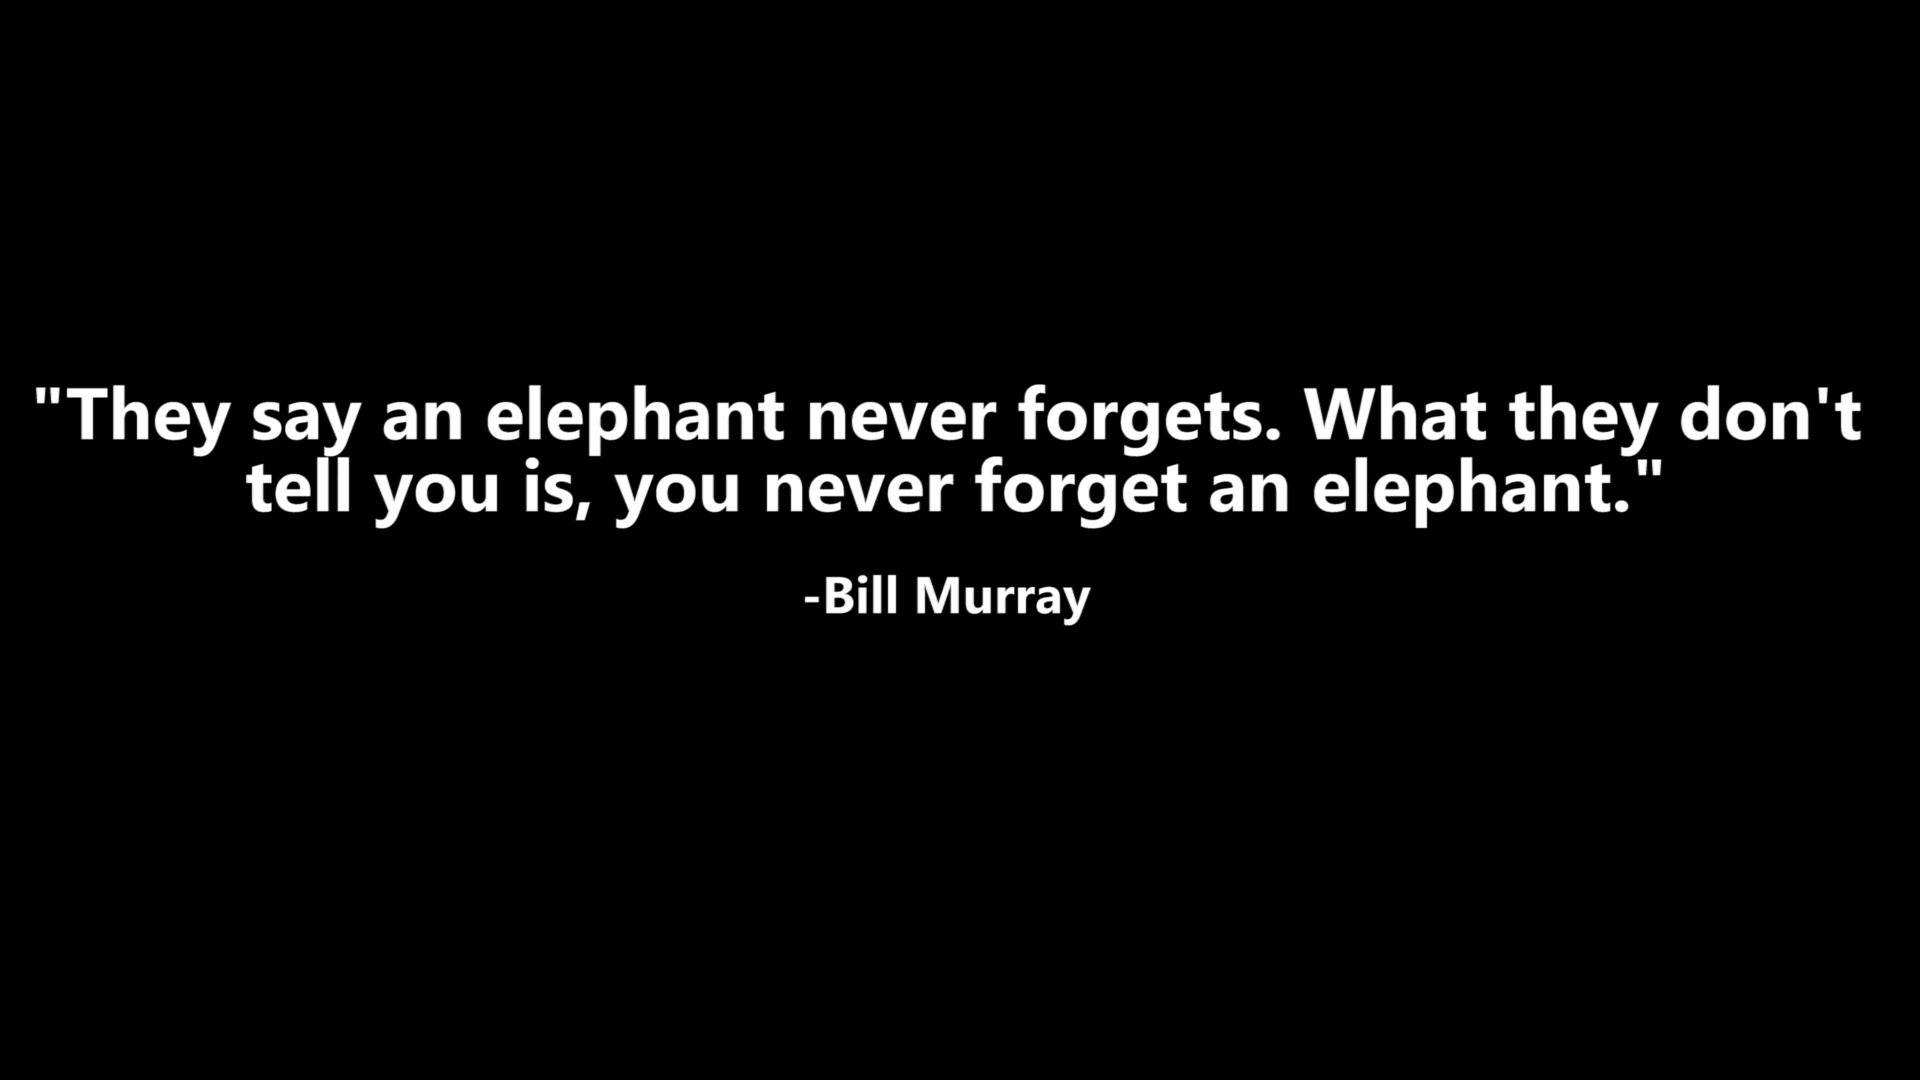 "They say an elephant never forgets. What they don't
tell you is, you never forget an elephant."
-Bill Murray